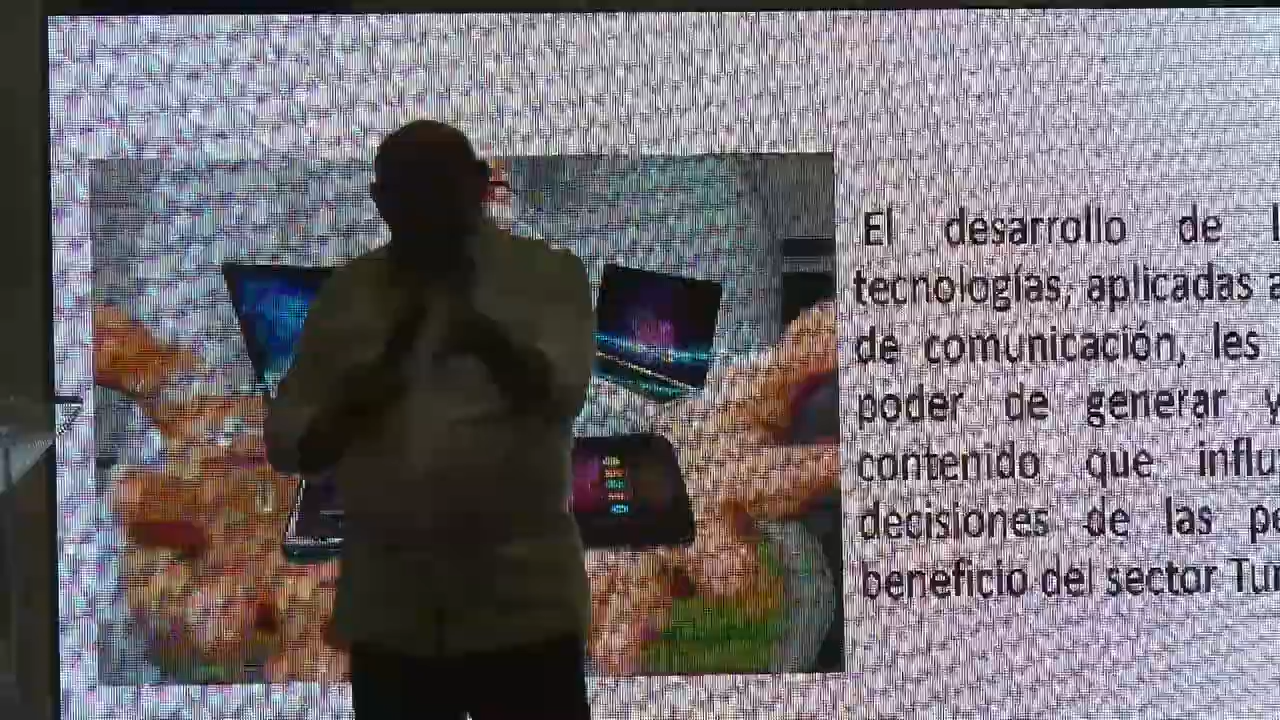 El desarrollo de
tecnologías, aplicadas
de comunicación, les
poder de generar y
contenido que
decisiones de las
beneficio del sector